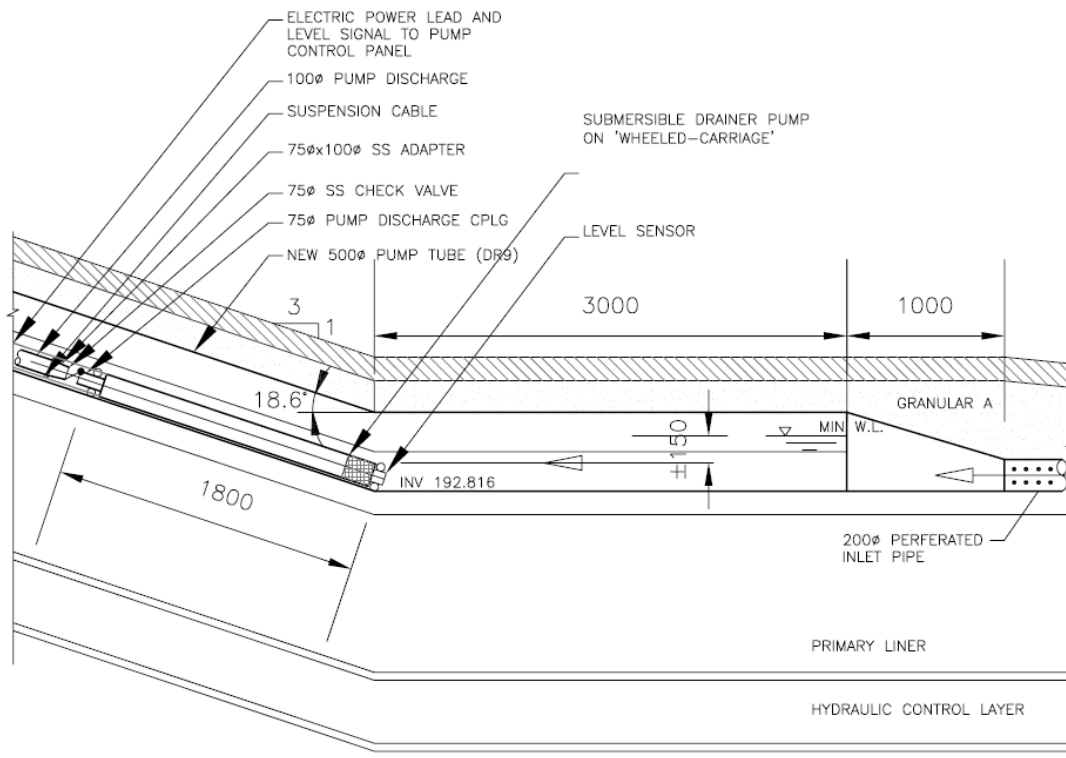 ELECTRIC POWER LEAD AND
LEVEL SIGNAL TO PUMP
CONTROL PANEL
100ø PUMP DISCHARGE
SUSPENSION CABLE
75øx100ø SS ADAPTER
75ø SS CHECK VALVE
75ø PUMP DISCHARGE CPLG
NEW 500ø PUMP TUBE (DR9)
SUBMERSIBLE DRAINER PUMP
ON 'WHEELED-CARRIAGE'
LEVEL SENSOR
3
1
3000
1000
18.6°
GRANULAR A
MIN W.L.
±150
INV 192.816
1800
200ø PERFERATED
INLET PIPE
PRIMARY LINER
HYDRAULIC CONTROL LAYER